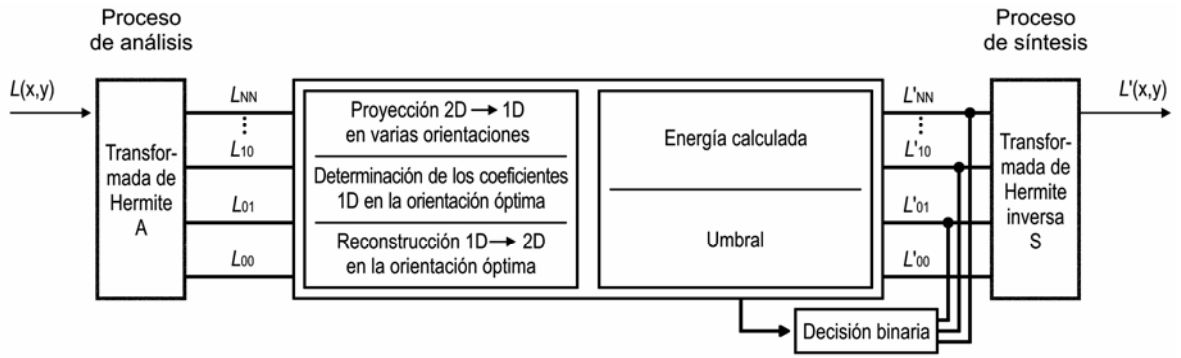 Proceso
de análisis
Proceso
de síntesis
L(x,y)
Transfor-
mada de
Hermite
A
LNN
L10
L01
L00
Proyección 2D → 1D
en varias orientaciones
Determinación de los coeficientes
1D en la orientación óptima
Reconstrucción 1D → 2D
en la orientación óptima
Energía calculada
Umbral
L'NN
L'10
L'01
L'00
Decisión binaria
Transfor-
mada de
Hermite
inversa
S
L'(x,y)